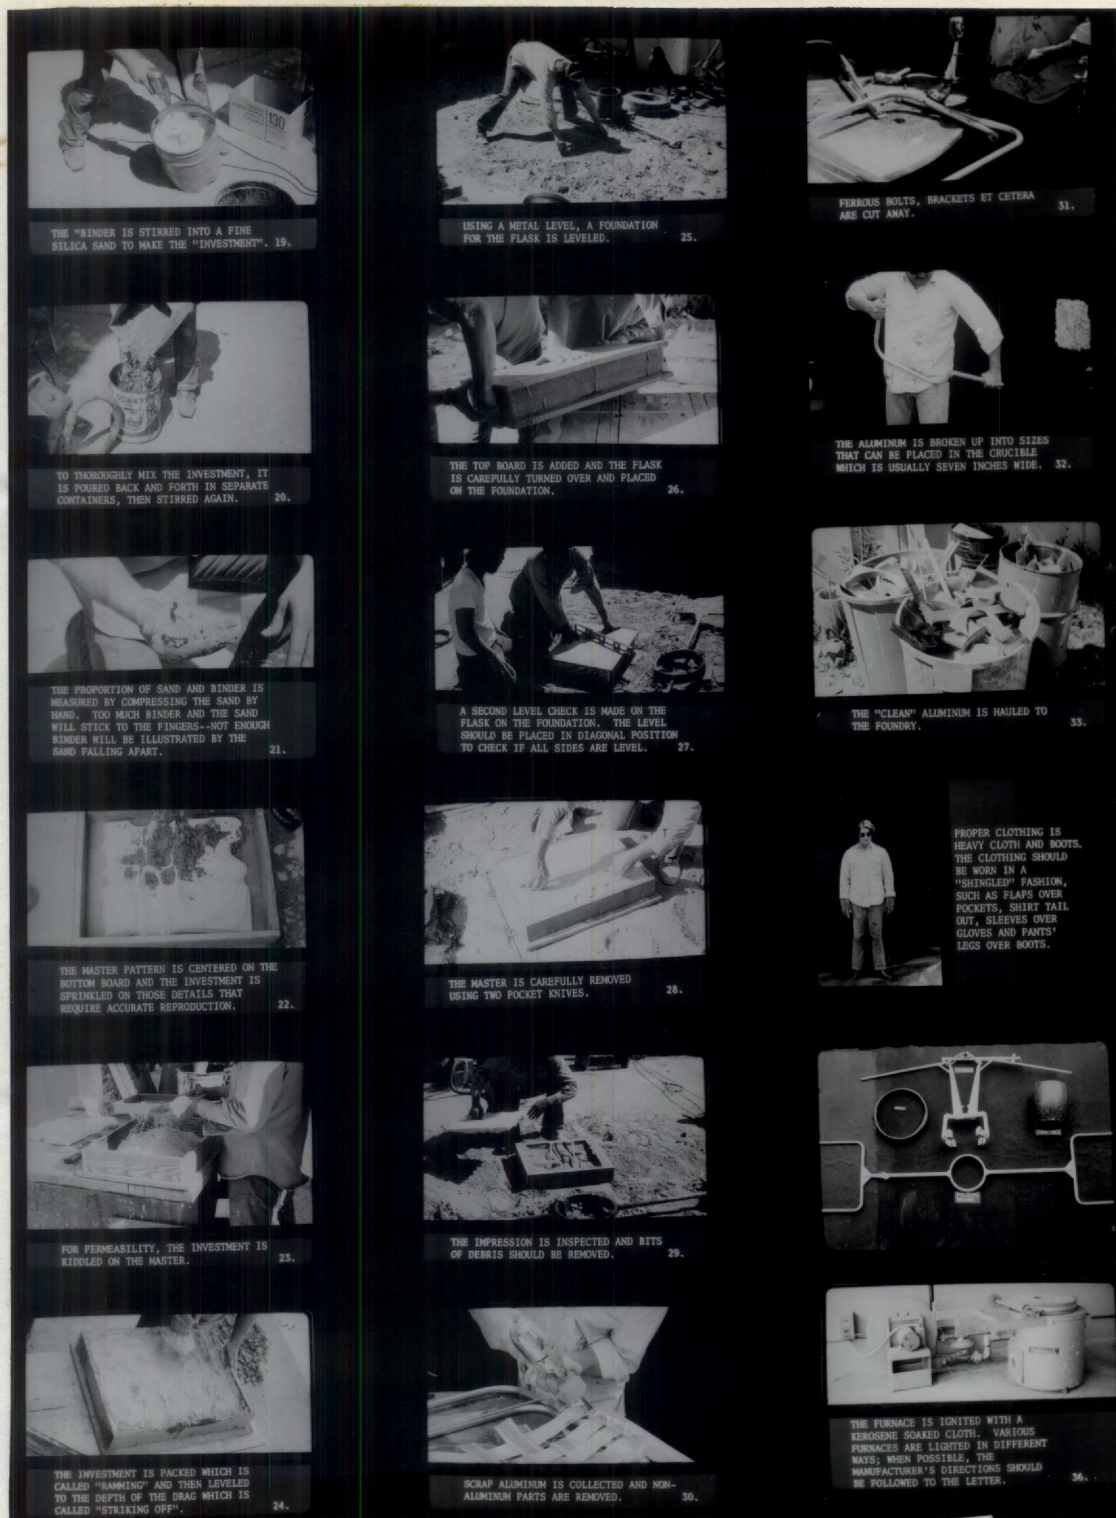 130
THE "BINDER IS STIRRED INTO A FINE
SILICA SAND TO MAKE THE "INVESTMENT". 19.
TO THOROUGHLY MIX THE INVESTMENT, IT
IS POURED BACK AND FORTH IN SEPARATE
CONTAINERS, THEN STIRRED AGAIN. 20.
THE PROPORTION OF SAND AND BINDER IS
MEASURED BY COMPRESSING THE SAND BY
HAND. TOO MUCH BINDER AND THE SAND
WILL STICK TO THE FINGERS--NOT ENOUGH
BINDER WILL BE ILLUSTRATED BY THE
SAND FALLING APART. 21.
THE MASTER PATTERN IS CENTERED ON THE
BOTTOM BOARD AND THE INVESTMENT IS
SPRINKLED ON THOSE DETAILS THAT
REQUIRE ACCURATE REPRODUCTION. 22.
FOR PERMEABILITY, THE INVESTMENT IS
RIDDLED ON THE MASTER. 23.
THE INVESTMENT IS PACKED WHICH IS
CALLED "RAMMING" AND THEN LEVELED
TO THE DEPTH OF THE DRAG WHICH IS
CALLED "STRIKING OFF". 24.
USING A METAL LEVEL, A FOUNDATION
FOR THE FLASK IS LEVELED. 25.
THE TOP BOARD IS ADDED AND THE FLASK
IS CAREFULLY TURNED OVER AND PLACED
ON THE FOUNDATION. 26.
A SECOND LEVEL CHECK IS MADE ON THE
FLASK ON THE FOUNDATION. THE LEVEL
SHOULD BE PLACED IN DIAGONAL POSITION
TO CHECK IF ALL SIDES ARE LEVEL. 27.
THE MASTER IS CAREFULLY REMOVED
USING TWO POCKET KNIVES. 28.
THE IMPRESSION IS INSPECTED AND BITS
OF DEBRIS SHOULD BE REMOVED. 29.
SCRAP ALUMINUM IS COLLECTED AND NON-
ALUMINUM PARTS ARE REMOVED. 30.
FERROUS BOLTS, BRACKETS ET CETERA
ARE CUT AWAY. 31.
THE ALUMINUM IS BROKEN UP INTO SIZES
THAT CAN BE PLACED IN THE CRUCIBLE
WHICH IS USUALLY SEVEN INCHES WIDE. 32.
THE "CLEAN" ALUMINUM IS HAULED TO
THE FOUNDRY. 33.
PROPER CLOTHING IS
HEAVY CLOTH AND BOOTS.
THE CLOTHING SHOULD
BE WORN IN A
"SHINGLED" FASHION,
SUCH AS FLAPS OVER
POCKETS, SHIRT TAIL
OUT, SLEEVES OVER
GLOVES AND PANTS'
LEGS OVER BOOTS.
THE FURNACE IS IGNITED WITH A
KEROSENE SOAKED CLOTH. VARIOUS
FURNACES ARE LIGHTED IN DIFFERENT
WAYS; WHEN POSSIBLE, THE
MANUFACTURER'S DIRECTIONS SHOULD
BE FOLLOWED TO THE LETTER. 36.